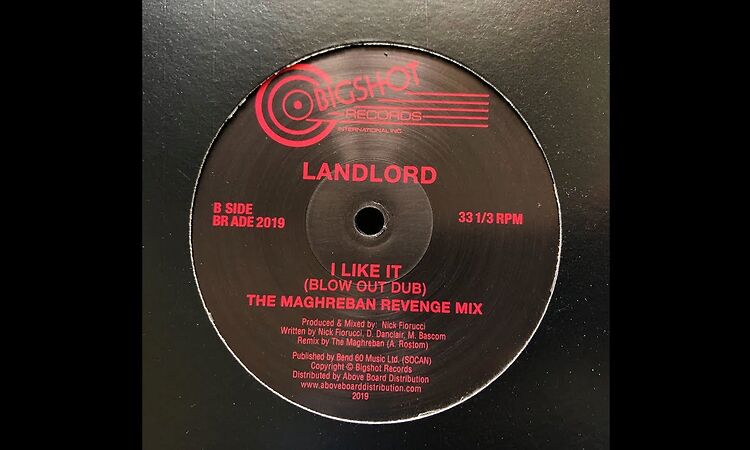 BIGSHOT
RECORDS
INTERNATIONAL INC.
LANDLORD
B SIDE
BR ADE 2019
33 1/3 RPM
I LIKE IT
(BLOW OUT DUB)
THE MAGHREBAN REVENGE MIX
Produced & Mixed by: Nick Fiorucci
Written by Nick Fiorucci, D. Danclair, M. Bascom
Remix by The Maghreban (A. Rostom)
Published by Bend 60 Music Ltd. (SOCAN)
Copyright © Bigshot Records
Distributed by Above Board Distribution
www.aboveboarddistribution.com
2019